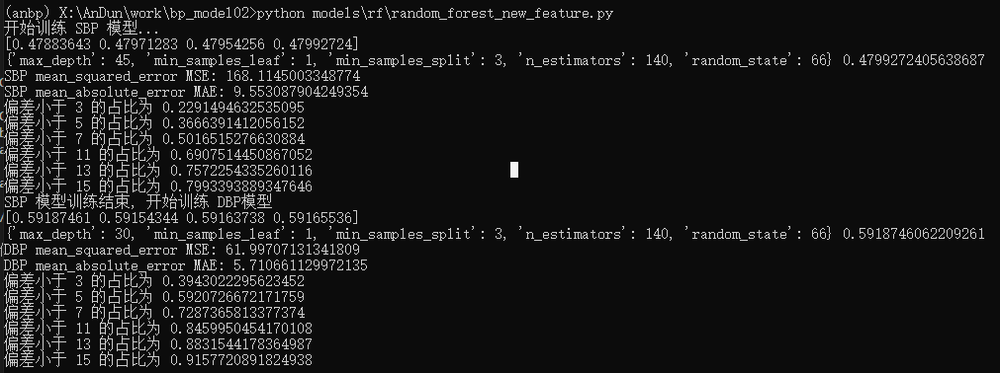 (anbp) X:\AnDun\work\bp_model02>python models\rf\random_forest_new_feature.py
开始训练 SBP 模型...
[0.47883643 0.47971283 0.47954256 0.47992724]
{'max_depth': 45, 'min_samples_leaf': 1, 'min_samples_split': 3, 'n_estimators': 140, 'random_state': 66} 0.4799272405638687
SBP mean_squared_error MSE: 168.1145003348774
SBP mean_absolute_error MAE: 9.553087904249354
偏差小于 3 的占比为 0.2291494632535095
偏差小于 5 的占比为 0.3666391412056152
偏差小于 7 的占比为 0.5016515276630884
偏差小于 11 的占比为 0.6907514450867052
偏差小于 13 的占比为 0.7572254335260116
偏差小于 15 的占比为 0.7993393889347646
SBP 模型训练结束, 开始训练 DBP模型
[0.59187461 0.59154344 0.59163738 0.59165536]
{'max_depth': 30, 'min_samples_leaf': 1, 'min_samples_split': 3, 'n_estimators': 140, 'random_state': 66} 0.5918746062209261
DBP mean_squared_error MSE: 61.99707131341809
DBP mean_absolute_error MAE: 5.710661129972135
偏差小于 3 的占比为 0.3943022295623452
偏差小于 5 的占比为 0.5920726672171759
偏差小于 7 的占比为 0.7287365813377374
偏差小于 11 的占比为 0.8459950454170108
偏差小于 13 的占比为 0.8831544178364987
偏差小于 15 的占比为 0.9157720891824938